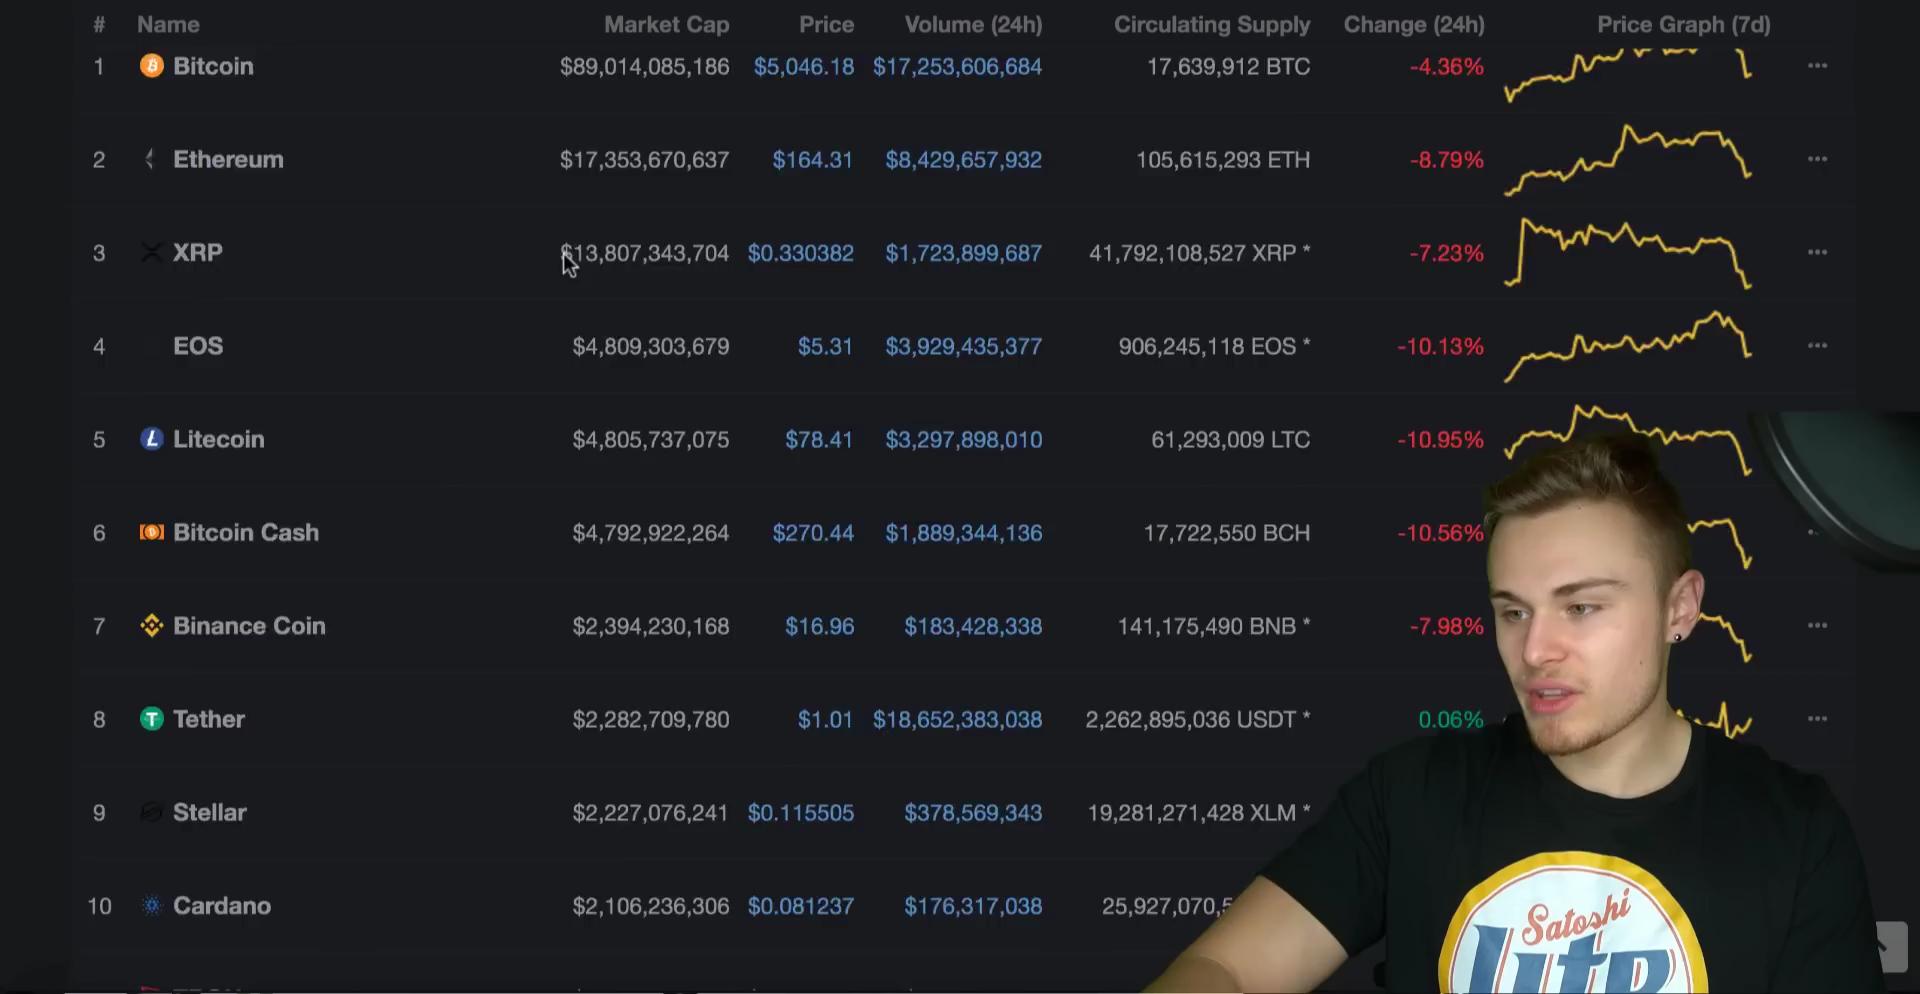 # Name Market Cap Price Volume (24h) Circulating Supply Change (24h) Price Graph (7d)
1 Bitcoin $89,014,085,186 $5,046.18 $17,253,606,684 17,639,912 BTC -4.36%
2 Ethereum $17,353,670,637 $164.31 $8,429,657,932 105,615,293 ETH -8.79%
3 XRP $13,807,343,704 $0.330382 $1,723,899,687 41,792,108,527 XRP * -7.23%
4 EOS $4,809,303,679 $5.31 $3,929,435,377 906,245,118 EOS * -10.13%
5 Litecoin $4,805,737,075 $78.41 $3,297,898,010 61,293,009 LTC -10.95%
6 Bitcoin Cash $4,792,922,264 $270.44 $1,889,344,136 17,722,550 BCH -10.56%
7 Binance Coin $2,394,230,168 $16.96 $183,428,338 141,175,490 BNB * -7.98%
8 Tether $2,282,709,780 $1.01 $18,652,383,038 2,262,895,036 USDT * 0.06%
9 Stellar $2,227,076,241 $0.115505 $378,569,343 19,281,271,428 XLM *
10 Cardano $2,106,236,306 $0.081237 $176,317,038 25,927,070,5
Satoshi
Lite